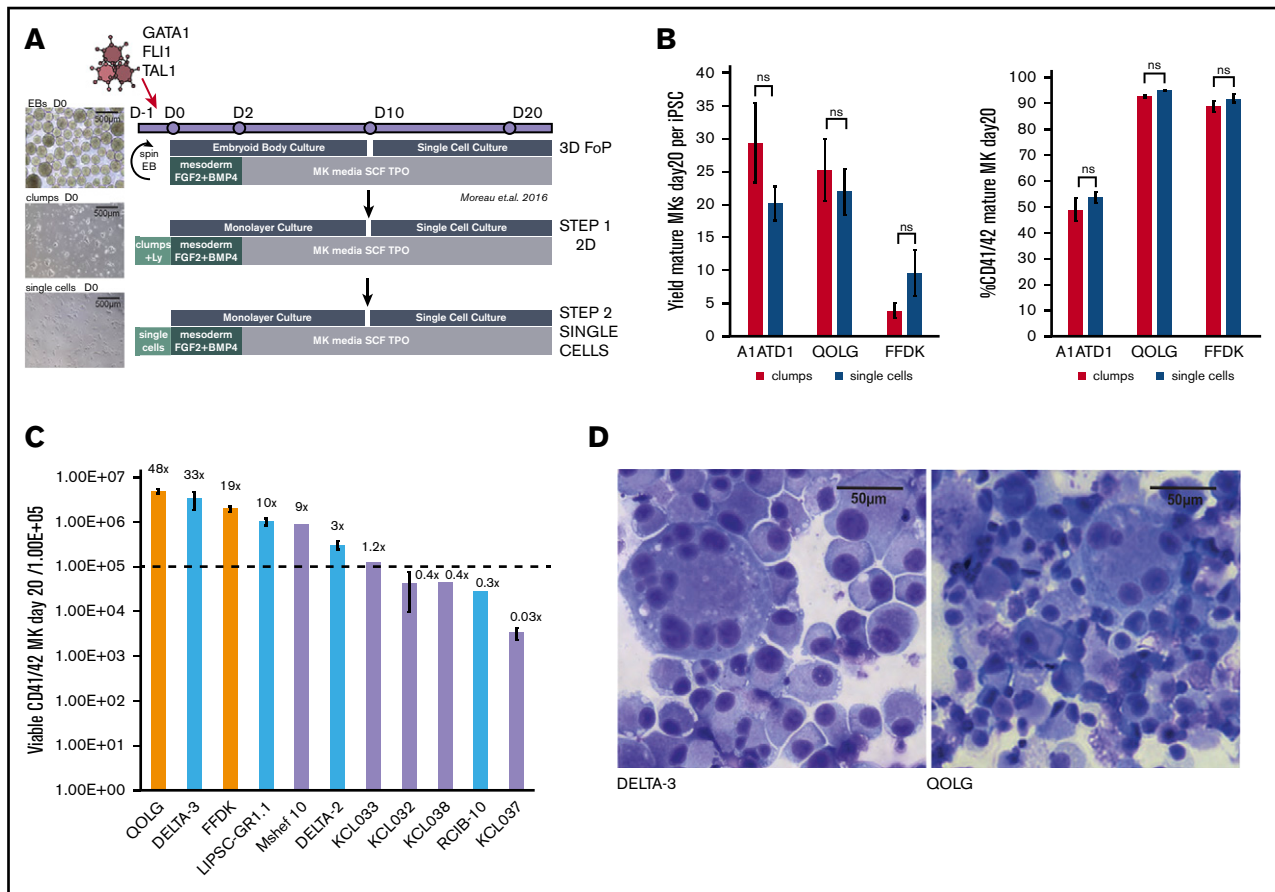 A
GATA1
FLI1
TAL1
EBs D0
500µm
D-1
D0
D2
D10
D20
spin
EB
Embryoid Body Culture
Single Cell Culture
3D FoP
mesoderm
FGF2+BMP4
MK media SCF TPO
Moreau et.al. 2016
clumps D0
500µm
Monolayer Culture
Single Cell Culture
STEP 1
2D
clumps
+Ly
mesoderm
FGF2+BMP4
MK media SCF TPO
single cells D0
500µm
Monolayer Culture
Single Cell Culture
STEP 2
SINGLE
CELLS
single
cells
mesoderm
FGF2+BMP4
MK media SCF TPO
B
Yield mature MKs day20 per iPSC
40
35
30
25
20
15
10
5
0
ns
ns
ns
A1ATD1
QOLG
FFDK
clumps
single cells
%CD41/42 mature MK day20
100
90
80
70
60
50
40
30
20
10
0
ns
ns
ns
A1ATD1
QOLG
FFDK
clumps
single cells
C
Viable CD41/42 MK day 20 /1.00E+05
1.00E+07
1.00E+06
1.00E+05
1.00E+04
1.00E+03
1.00E+02
1.00E+01
1.00E+00
48x
33x
19x
10x
9x
3x
1.2x
0.4x
0.4x
0.3x
0.03x
QOLG
DELTA-3
FFDK
LIPSC-GR1.1
Mshef 10
DELTA-2
KCL033
KCL032
KCL038
RCIB-10
KCL037
D
50µm
50µm
DELTA-3
QOLG